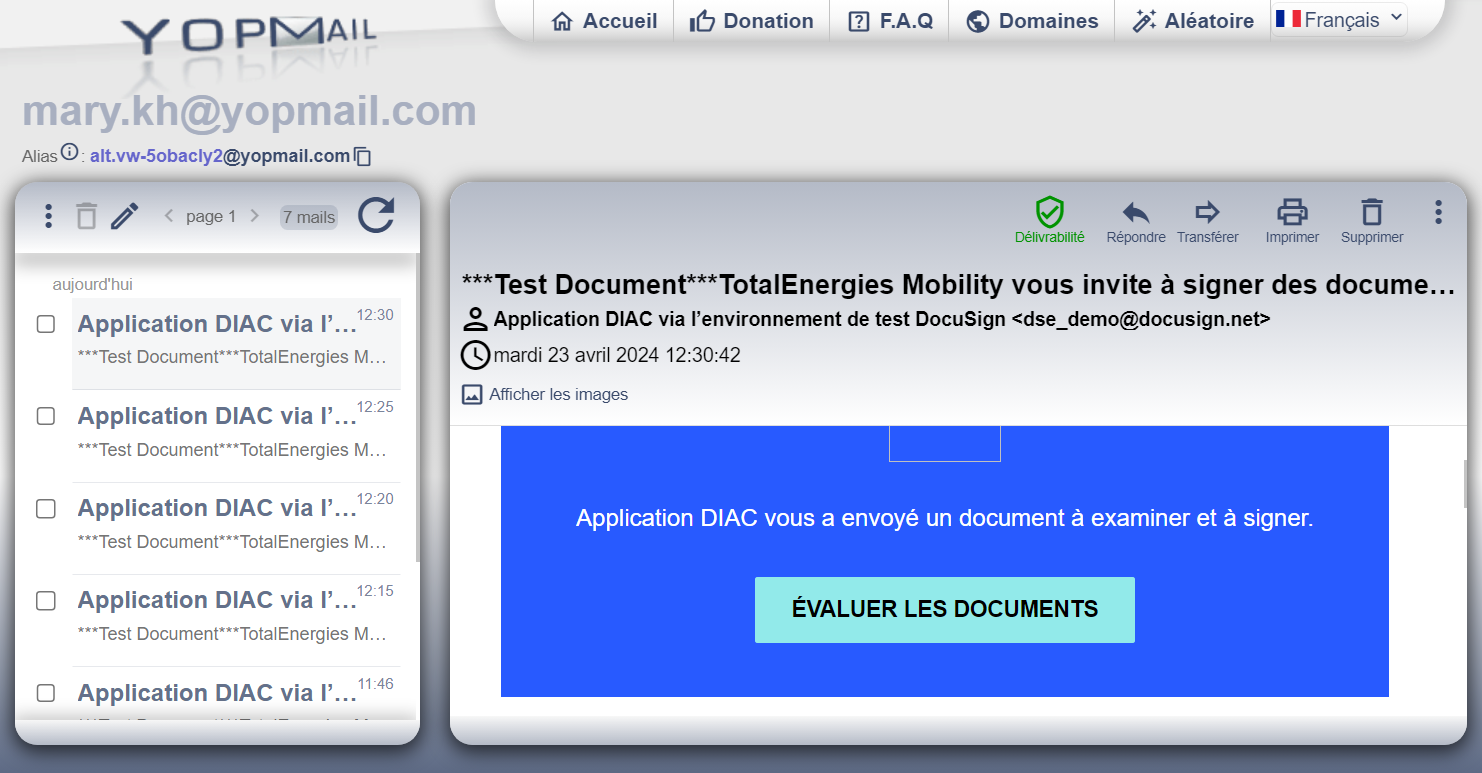 YOPMAIL
Accueil
Donation
F.A.Q
Domaines
Aléatoire
Français
mary.kh@yopmail.com
Alias : alt.vw-5obacly2@yopmail.com
page 1
7 mails
aujourd'hui
Application DIAC via l’… 12:30
***Test Document***TotalEnergies M…
Application DIAC via l’… 12:25
***Test Document***TotalEnergies M…
Application DIAC via l’… 12:20
***Test Document***TotalEnergies M…
Application DIAC via l’… 12:15
***Test Document***TotalEnergies M…
Application DIAC via l’… 11:46
Délivrabilité
Répondre
Transférer
Imprimer
Supprimer
***Test Document***TotalEnergies Mobility vous invite à signer des docume…
Application DIAC via l’environnement de test DocuSign <dse_demo@docusign.net>
mardi 23 avril 2024 12:30:42
Afficher les images
Application DIAC vous a envoyé un document à examiner et à signer.
ÉVALUER LES DOCUMENTS